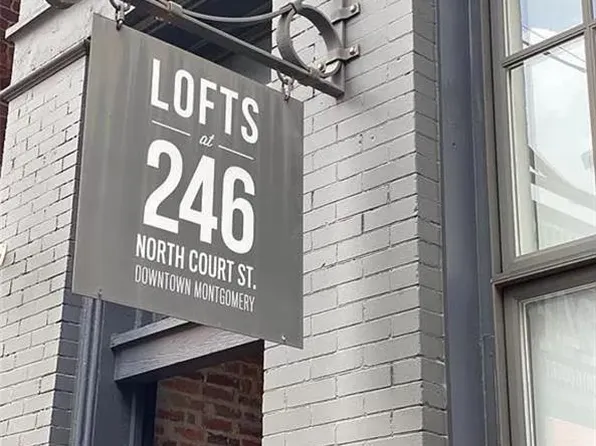 LOFTS
at
246
NORTH COURT ST.
DOWNTOWN MONTGOMERY